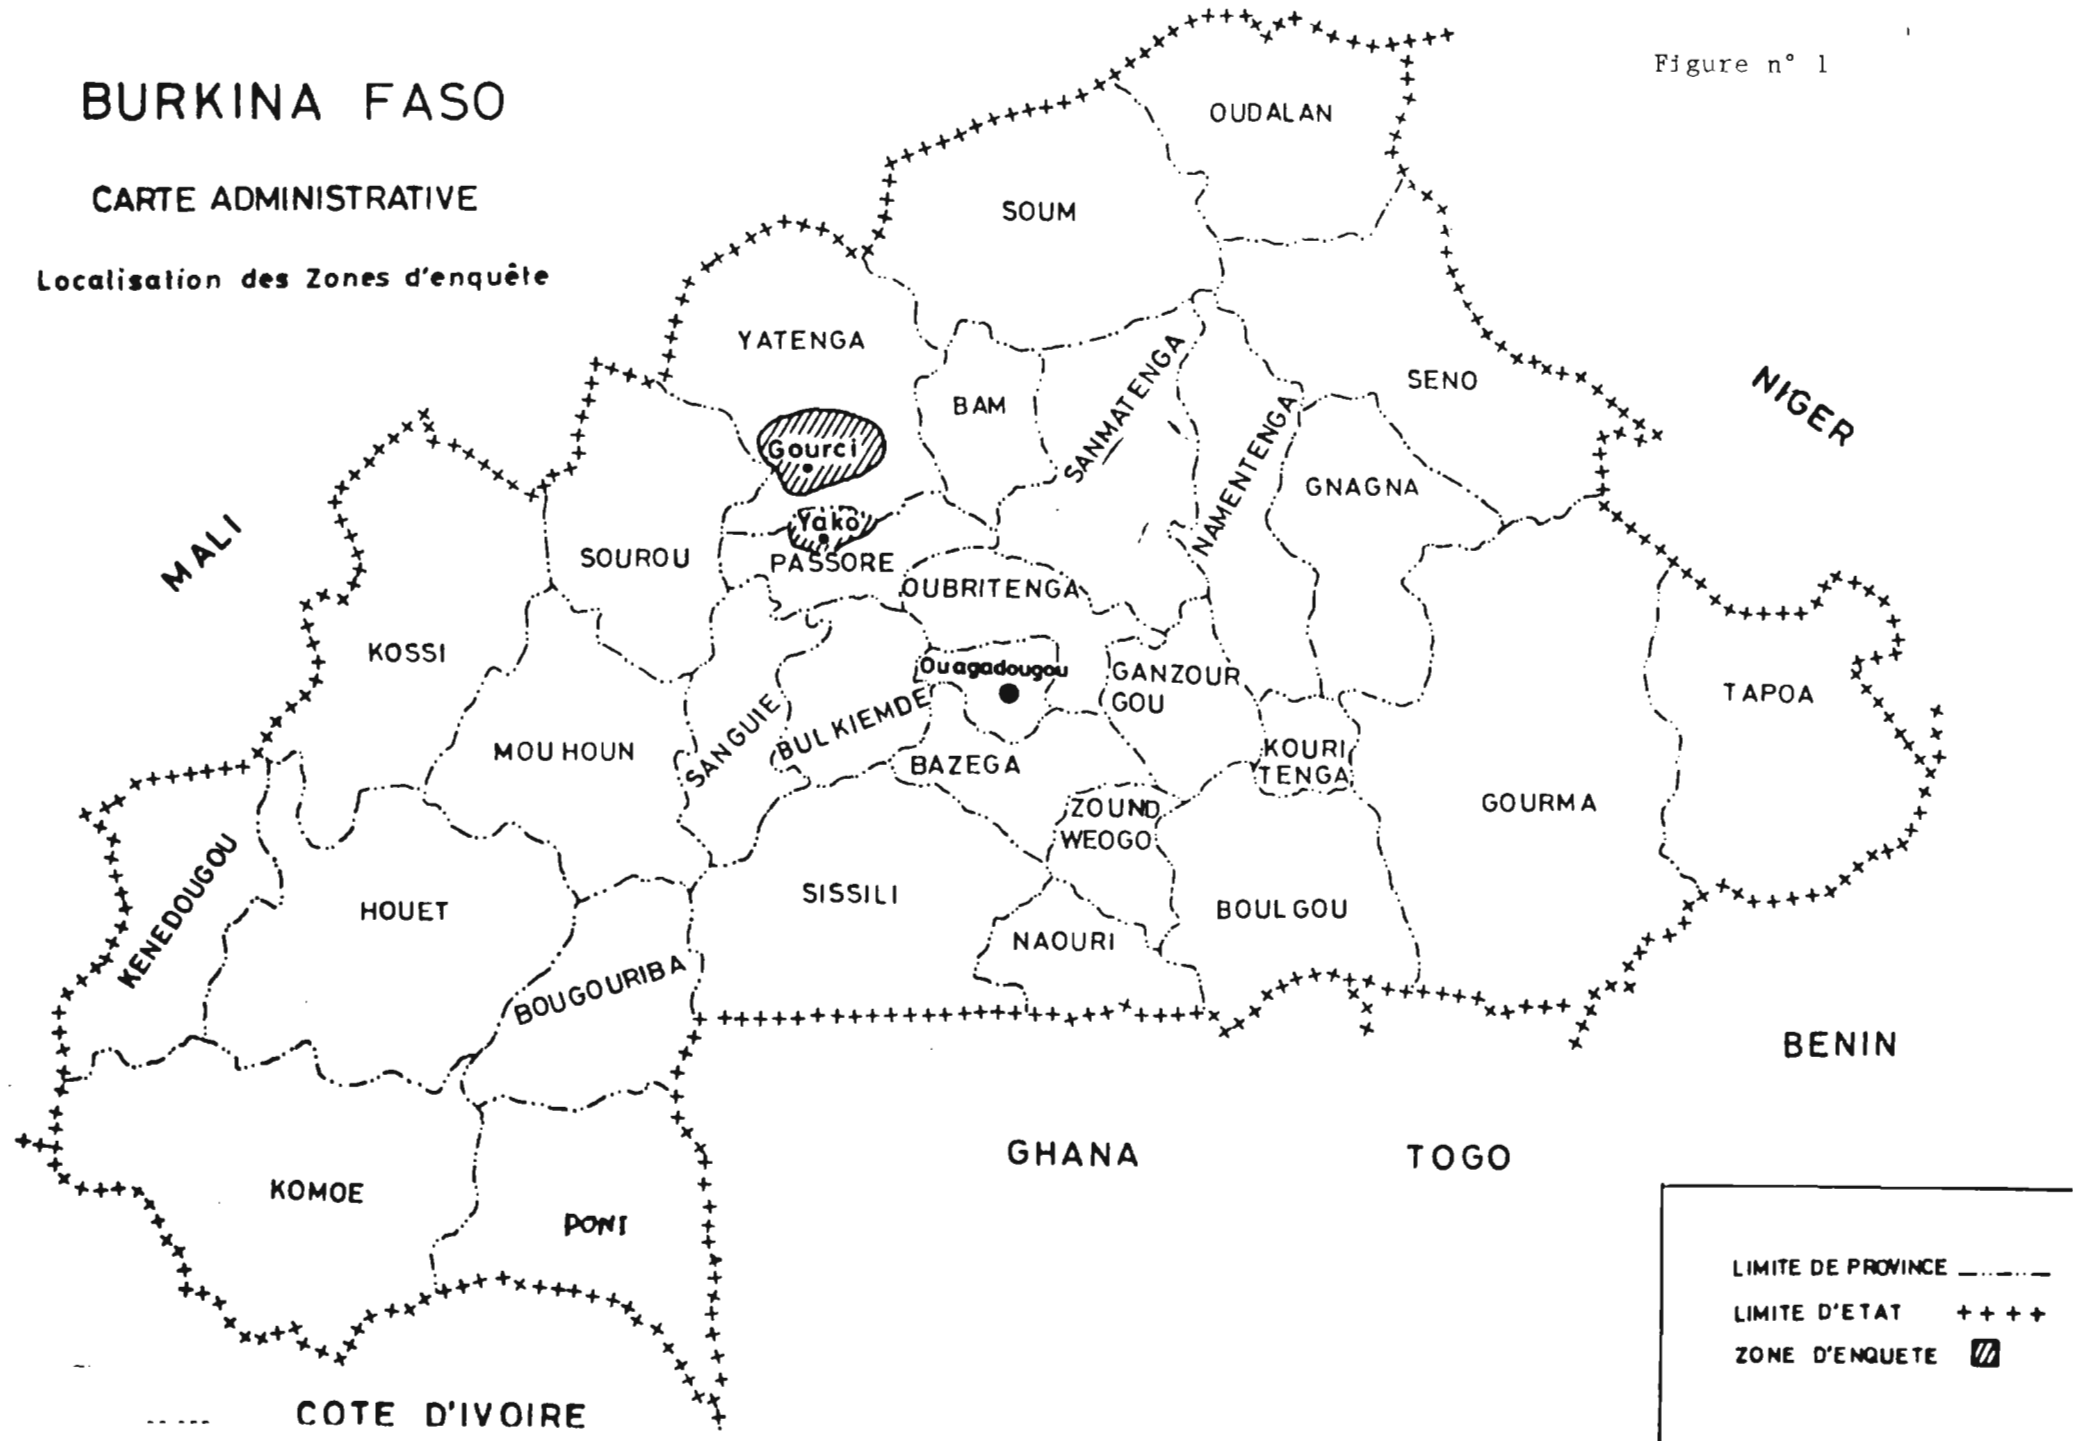 Figure n° 1
BURKINA FASO
CARTE ADMINISTRATIVE
Localisation des Zones d'enquête
OUDALAN
SOUM
YATENGA
SENO
NIGER
BAM
SANMATENGA
NAMENTENGA
GNAGNA
Gourci
Yako
MALI
SOUROU
PASSORE
OUBRITENGA
KOSSI
Ouagadougou
GANZOUR
GOU
TAPOA
MOUHOUN
SANGUIE
BULKIEMDE
BAZEGA
KOURI
TENGA
GOURMA
ZOUND
WEOGO
KENEDOUGOU
HOUET
SISSILI
BOULGOU
NAOURI
BOUGOURIBA
BENIN
GHANA
TOGO
KOMOE
PONI
COTE D'IVOIRE
LIMITE DE PROVINCE
LIMITE D'ETAT
ZONE D'ENQUETE